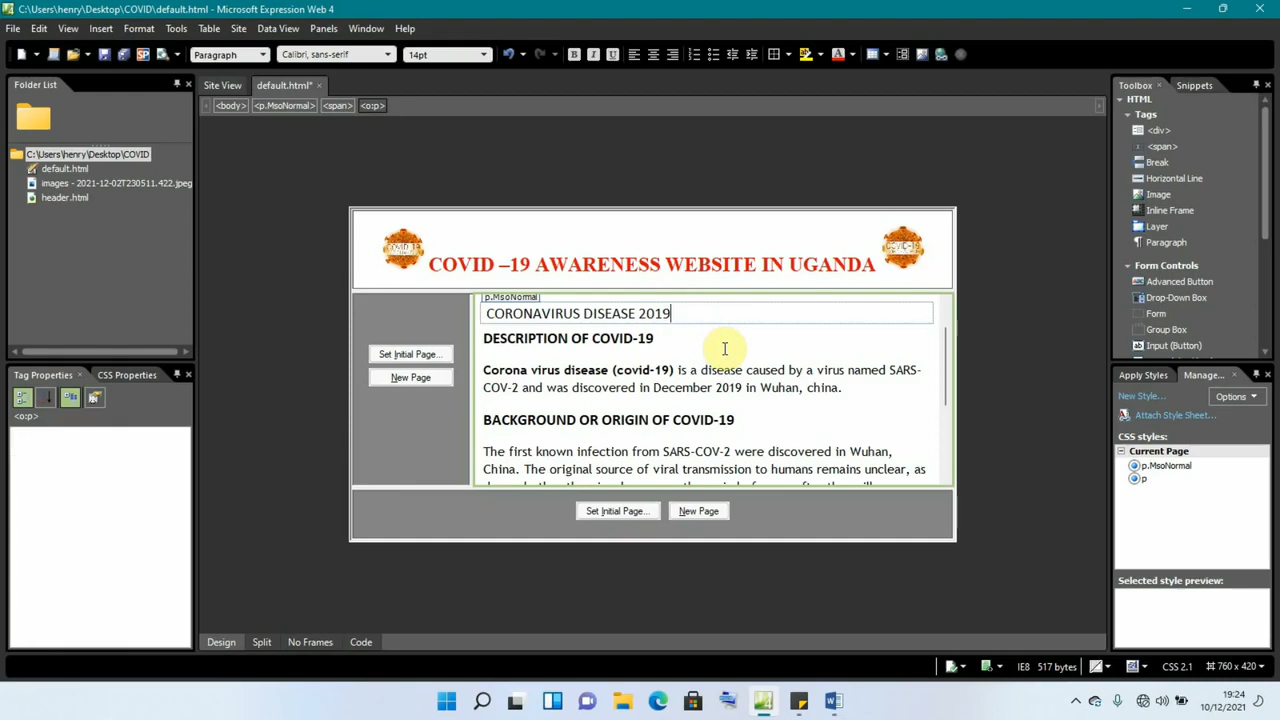 C:\Users\henry\Desktop\COVID\default.html - Microsoft Expression Web 4
File Edit View Insert Format Tools Table Site Data View Panels Window Help
Paragraph Calibri, sans-serif 14pt
Folder List
Site View default.html*
<body> <p.MsoNormal> <span> <o:p>
C:\Users\henry\Desktop\COVID
default.html
images - 2021-12-02T230511.422.jpeg
header.html
COVID –19 AWARENESS WEBSITE IN UGANDA
p.MsoNormal
CORONAVIRUS DISEASE 2019
DESCRIPTION OF COVID-19
Corona virus disease (covid-19) is a disease caused by a virus named SARS-
COV-2 and was discovered in December 2019 in Wuhan, china.
BACKGROUND OR ORIGIN OF COVID-19
The first known infection from SARS-COV-2 were discovered in Wuhan,
China. The original source of viral transmission to humans remains unclear, as
Set Initial Page...
New Page
Set Initial Page... New Page
Tag Properties CSS Properties
<o:p>
Toolbox Snippets
HTML
Tags
<div>
<span>
Break
Horizontal Line
Image
Inline Frame
Layer
Paragraph
Form Controls
Advanced Button
Drop-Down Box
Form
Group Box
Input (Button)
Apply Styles Manage...
New Style... Options
Attach Style Sheet...
CSS styles:
Current Page
p.MsoNormal
p
Selected style preview:
Design Split No Frames Code
IE8 517 bytes CSS 2.1 760 x 420
19:24
10/12/2021